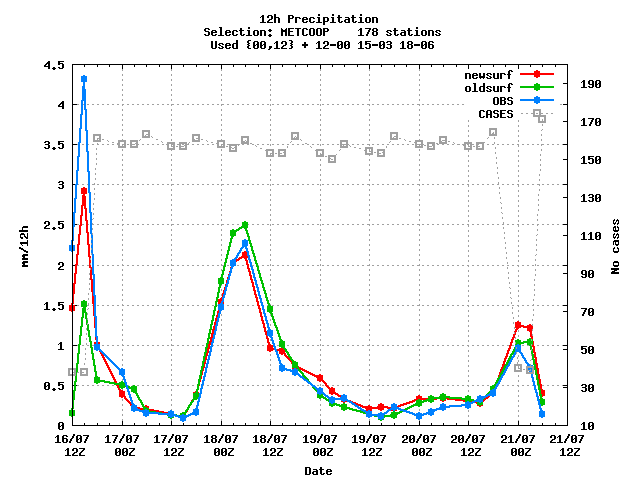 12h Precipitation
Selection: METCOOP 178 stations
Used {00,12} + 12-00 15-03 18-06
newsurf
oldsurf
OBS
CASES
mm/12h
4.5
4
3.5
3
2.5
2
1.5
1
0.5
0
No cases
190
170
150
130
110
90
70
50
30
10
16/07 17/07 17/07 18/07 18/07 19/07 19/07 20/07 20/07 21/07 21/07
12Z 00Z 12Z 00Z 12Z 00Z 12Z 00Z 12Z 00Z 12Z
Date